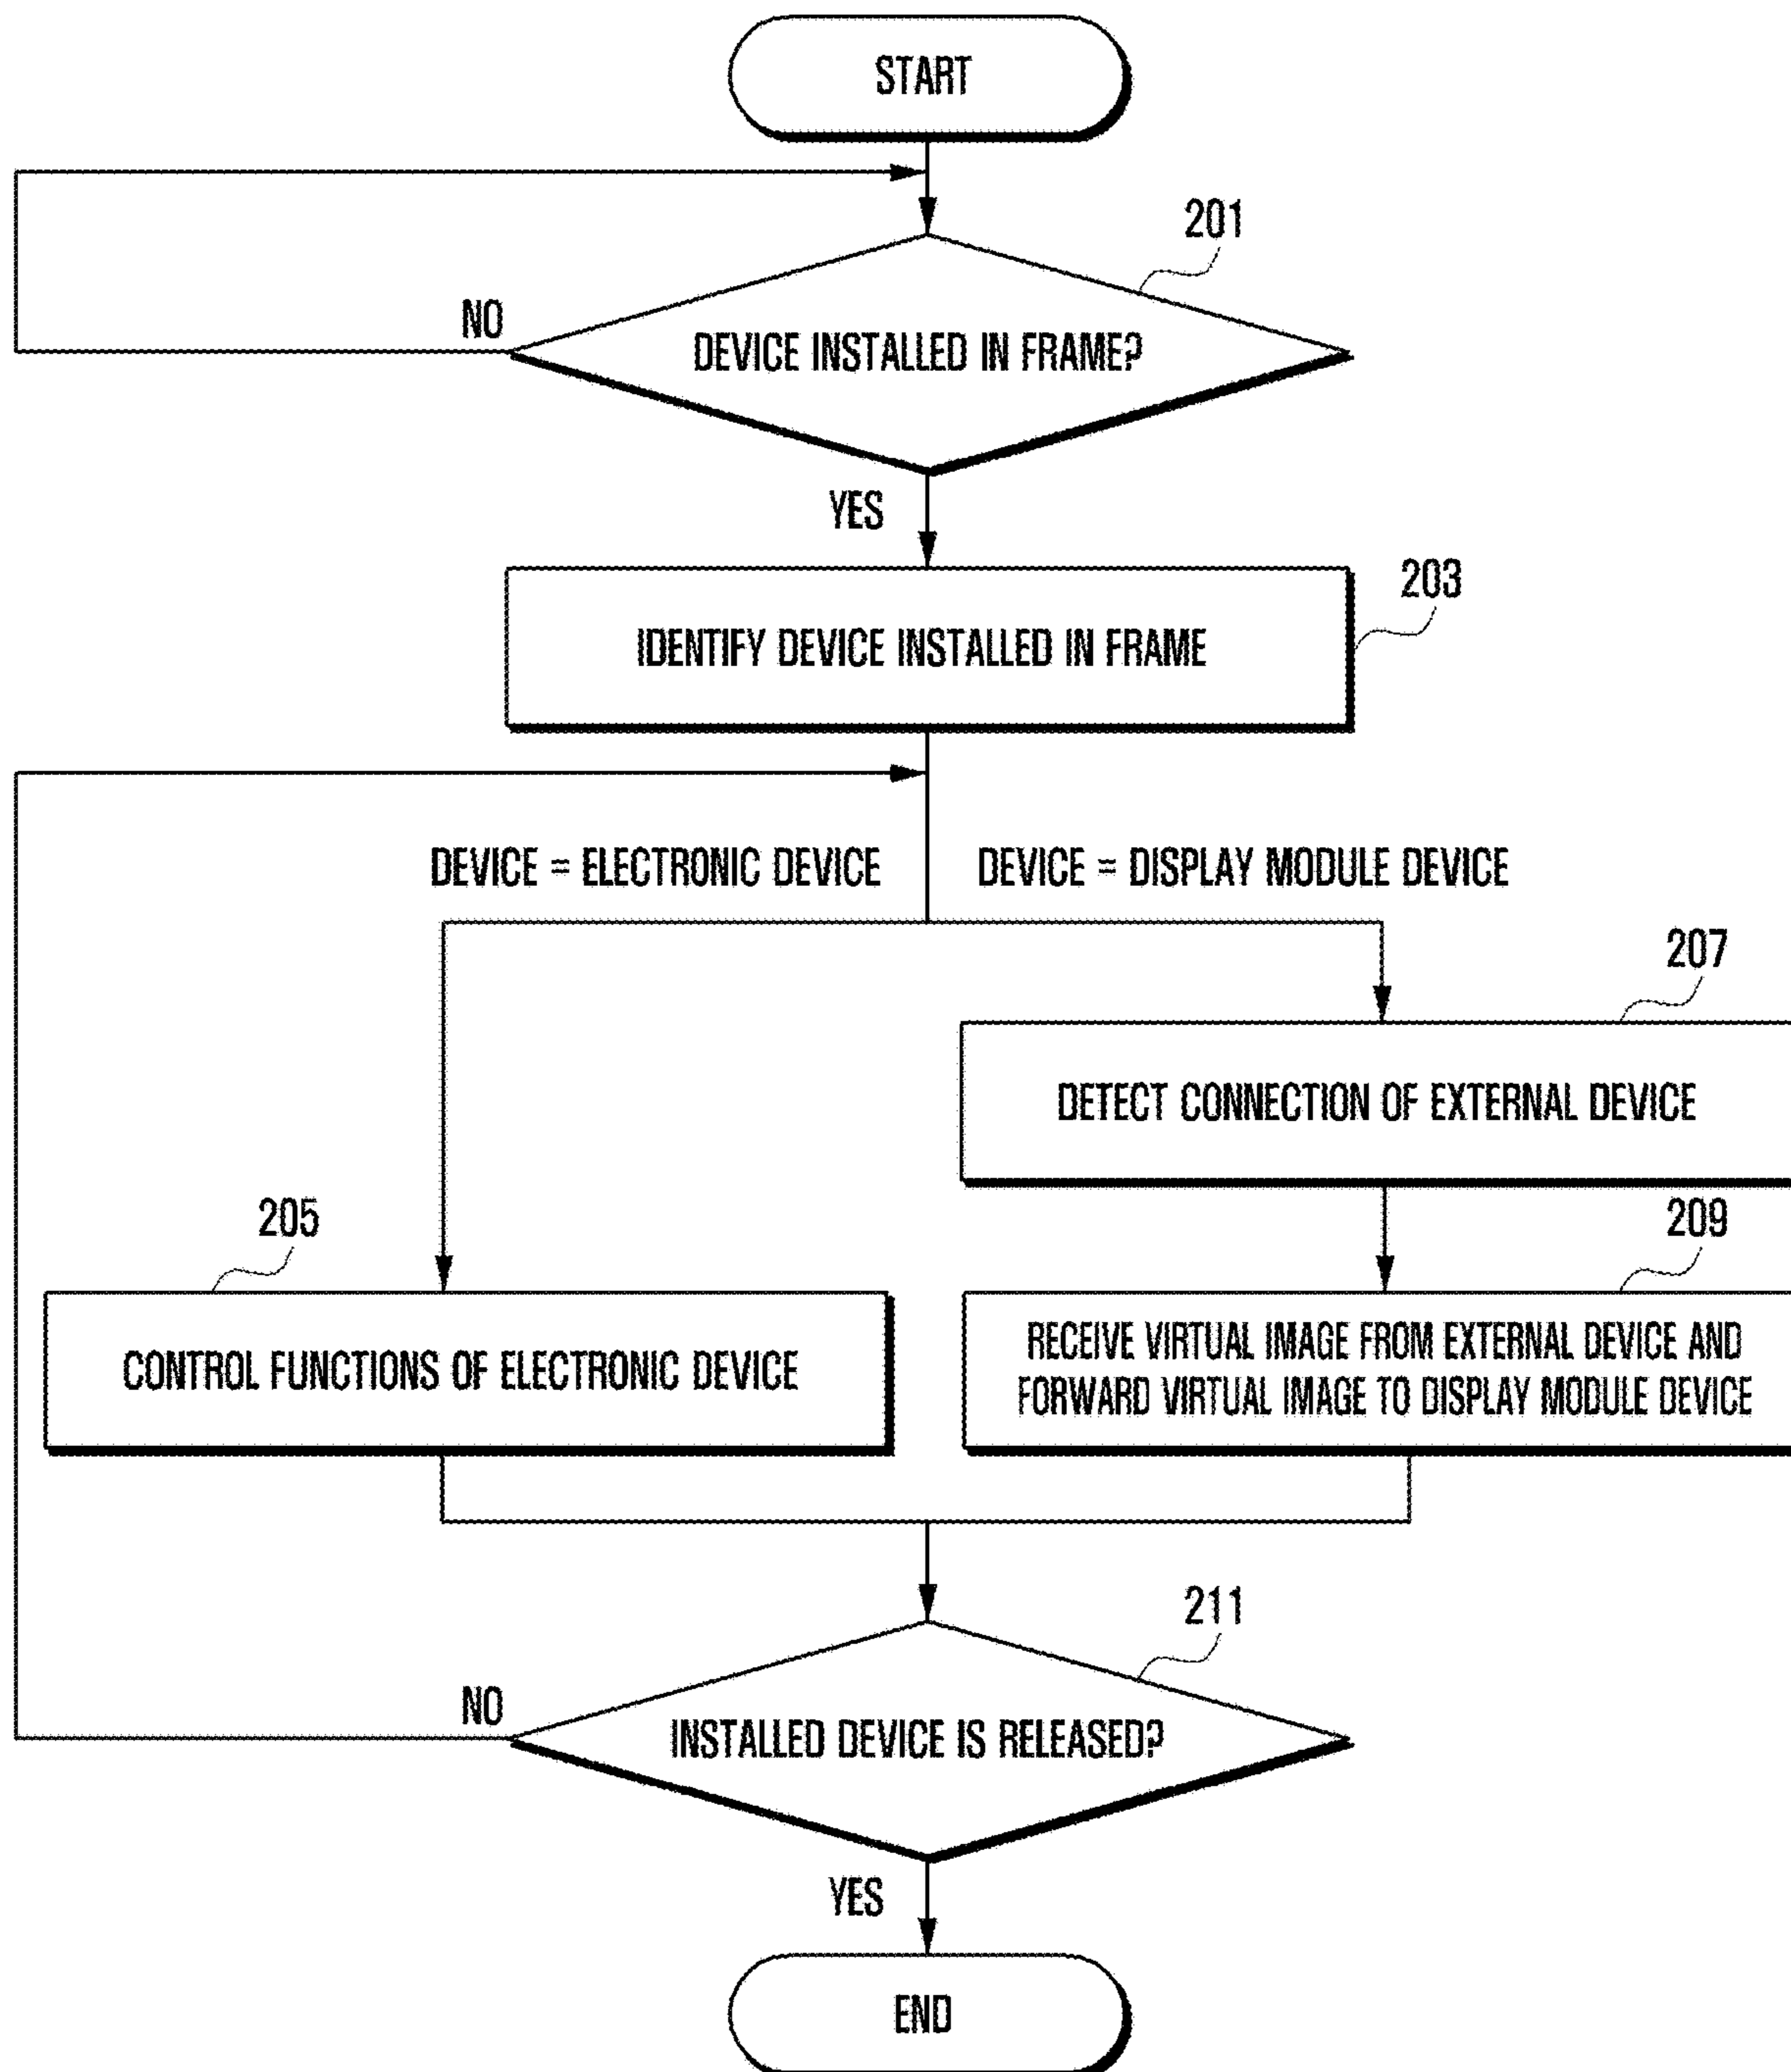 START
201
NO
DEVICE INSTALLED IN FRAME?
YES
203
IDENTIFY DEVICE INSTALLED IN FRAME
DEVICE = ELECTRONIC DEVICE
DEVICE = DISPLAY MODULE DEVICE
207
DETECT CONNECTION OF EXTERNAL DEVICE
205
209
CONTROL FUNCTIONS OF ELECTRONIC DEVICE
RECEIVE VIRTUAL IMAGE FROM EXTERNAL DEVICE AND
FORWARD VIRTUAL IMAGE TO DISPLAY MODULE DEVICE
211
NO
INSTALLED DEVICE IS RELEASED?
YES
END